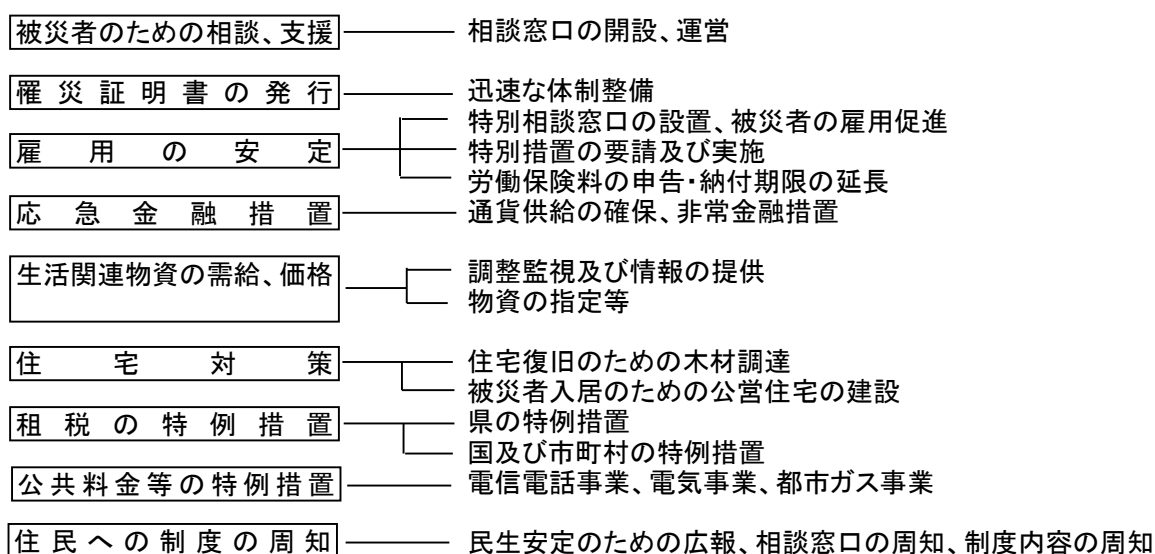 被災者のための相談、支援 相談窓口の開設、運営
罹災証明書の発行 迅速な体制整備
特別相談窓口の設置、被災者の雇用促進
雇用の安定 特別措置の要請及び実施
労働保険料の申告・納付期限の延長
応急金融措置 通貨供給の確保、非常金融措置
生活関連物資の需給、価格 調整監視及び情報の提供
物資の指定等
住宅対策 住宅復旧のための木材調達
被災者入居のための公営住宅の建設
租税の特例措置 県の特例措置
国及び市町村の特例措置
公共料金等の特例措置 電信電話事業、電気事業、都市ガス事業
住民への制度の周知 民生安定のための広報、相談窓口の周知、制度内容の周知